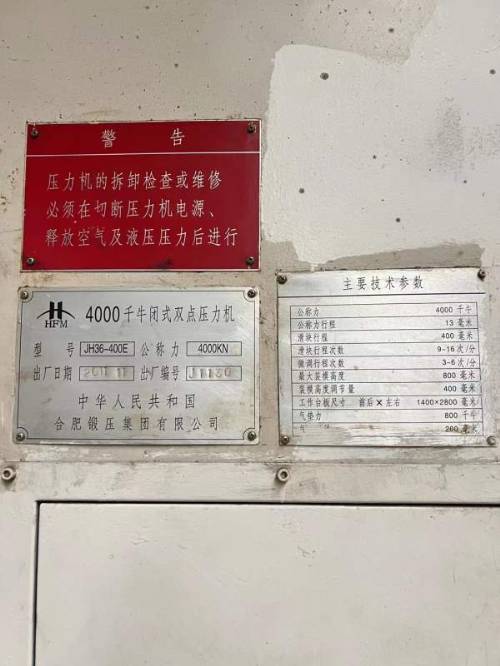 警告
压力机的拆卸检查或维修
必须在切断压力机电源、
释放空气及液压压力后进行
HFM
4000千牛闭式双点压力机
型号 JH36-400E 公称力 4000KN
出厂日期 2011.11 出厂编号
中华人民共和国
合肥锻压集团有限公司
主要技术参数
公称力 4000 千牛
公称力行程 13 毫米
滑块行程 400 毫米
滑块行程次数 9-16 次/分
微调行程次数 3-6 次/分
最大装模高度 800 毫米
装模高度调节量 400 毫米
工作台板尺寸 前后×左右 1400×2800 毫米
气垫力 800 千牛
200 毫米